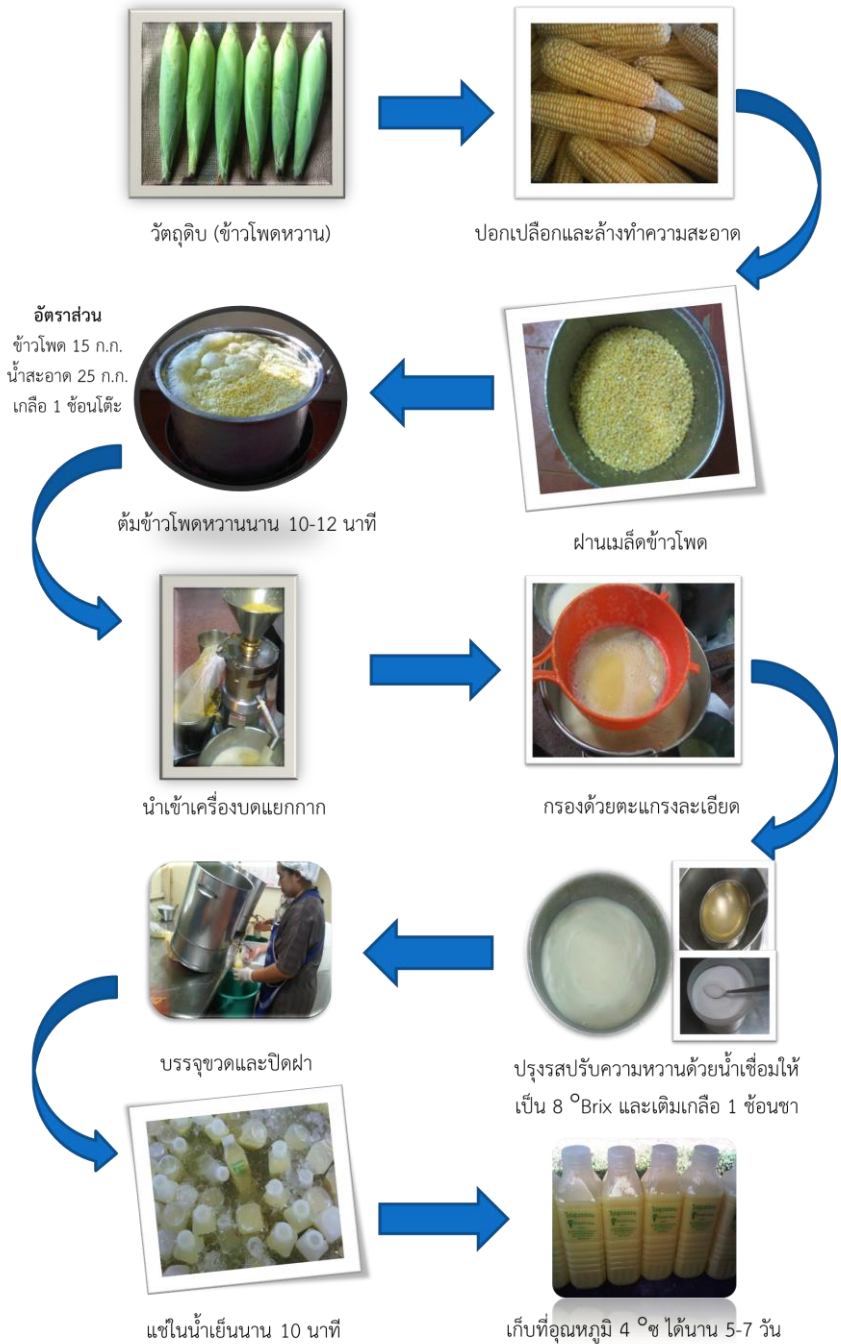 วัตถุดิบ (ข้าวโพดหวาน)
ปอกเปลือกและล้างทำความสะอาด
ฝานเมล็ดข้าวโพด
อัตราส่วน
ข้าวโพด 15 ก.ก.
น้ำสะอาด 25 ก.ก.
เกลือ 1 ช้อนโต๊ะ
ต้มข้าวโพดหวานนาน 10-12 นาที
นำเข้าเครื่องบดแยกกาก
กรองด้วยตะแกรงละเอียด
ปรุงรสปรับความหวานด้วยน้ำเชื่อมให้
เป็น 8 °Brix และเติมเกลือ 1 ช้อนชา
บรรจุขวดและปิดฝา
แช่ในน้ำเย็นนาน 10 นาที
เก็บที่อุณหภูมิ 4 °ซ ได้นาน 5-7 วัน